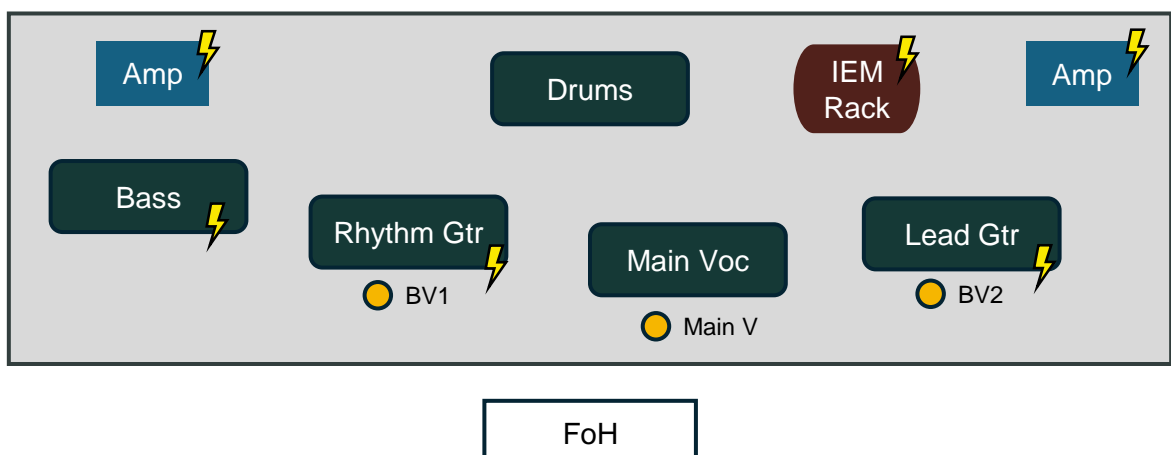 Amp
Drums
IEM
Rack
Amp
Bass
Rhythm Gtr
Main Voc
Lead Gtr
BV1
Main V
BV2
FoH